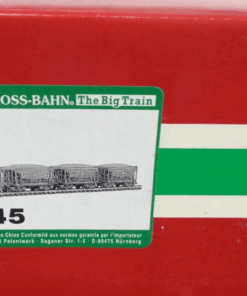 OSS-BAHN® The Big Train
45
China Conformité aux normes garantie par l'importateur
Patentwerk - Saganer Str. 1-5 - D-90475 Nürnberg